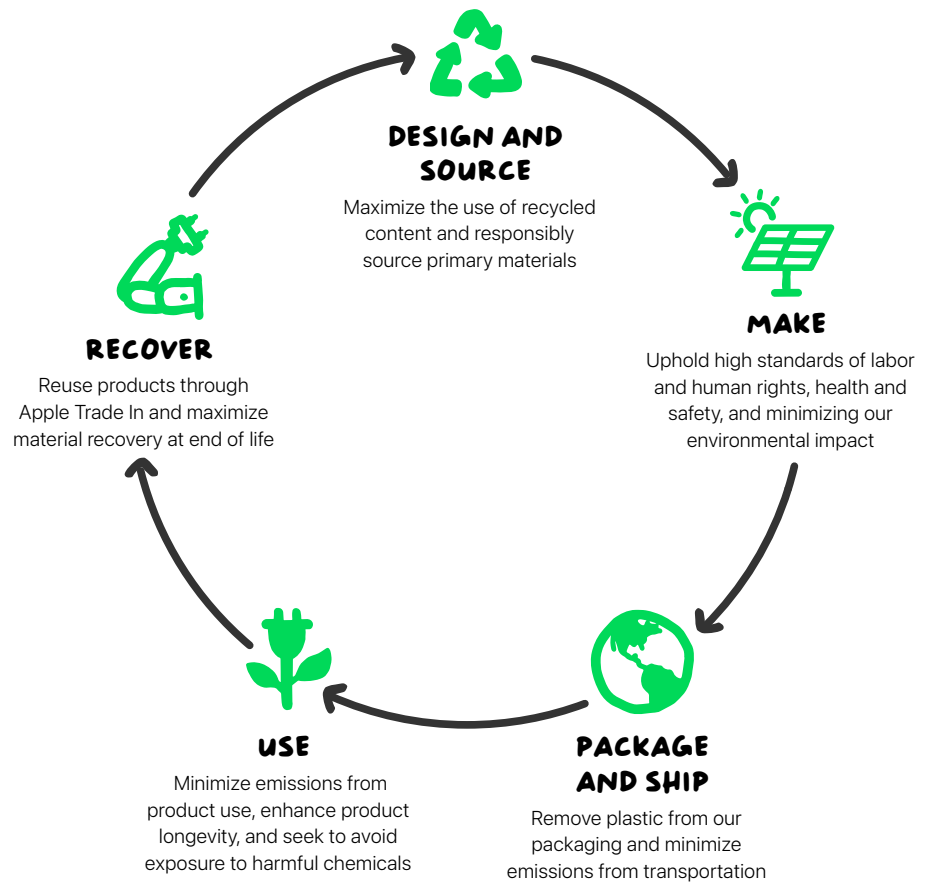 DESIGN AND
SOURCE
Maximize the use of recycled
content and responsibly
source primary materials
MAKE
Uphold high standards of labor
and human rights, health and
safety, and minimizing our
environmental impact
PACKAGE
AND SHIP
Remove plastic from our
packaging and minimize
emissions from transportation
USE
Minimize emissions from
product use, enhance product
longevity, and seek to avoid
exposure to harmful chemicals
RECOVER
Reuse products through
Apple Trade In and maximize
material recovery at end of life